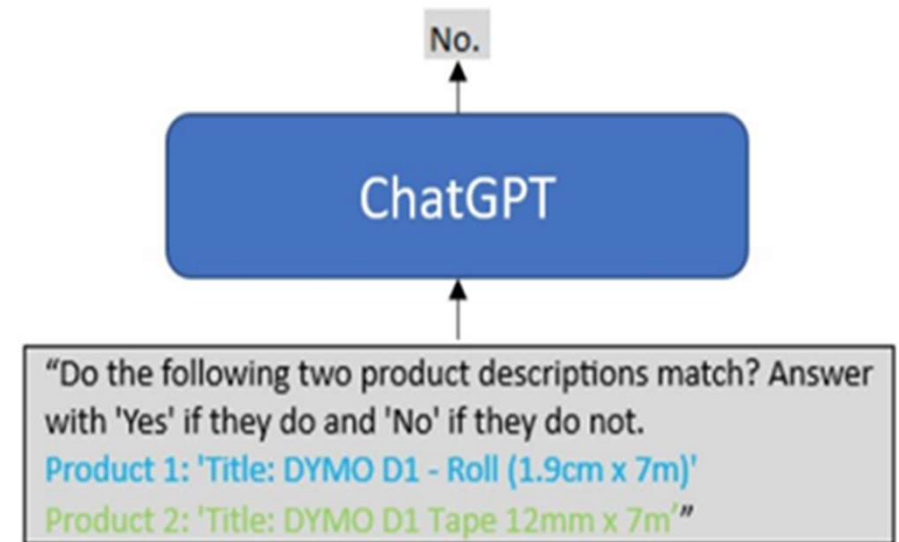 No.
ChatGPT
“Do the following two product descriptions match? Answer
with 'Yes' if they do and 'No' if they do not.
Product 1: 'Title: DYMO D1 - Roll (1.9cm x 7m)'
Product 2: 'Title: DYMO D1 Tape 12mm x 7m'”